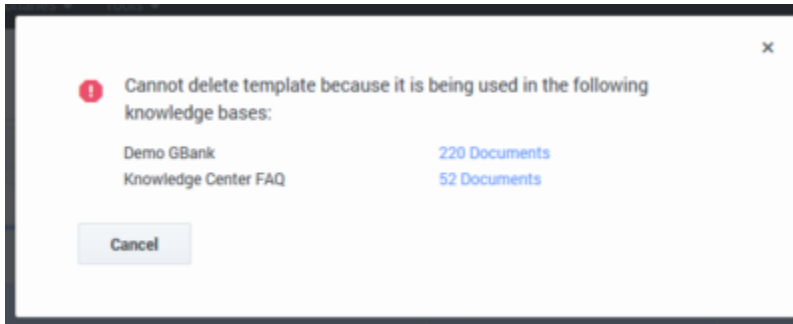 ×
Cannot delete template because it is being used in the following
knowledge bases:
Demo GBank 220 Documents
Knowledge Center FAQ 52 Documents
Cancel